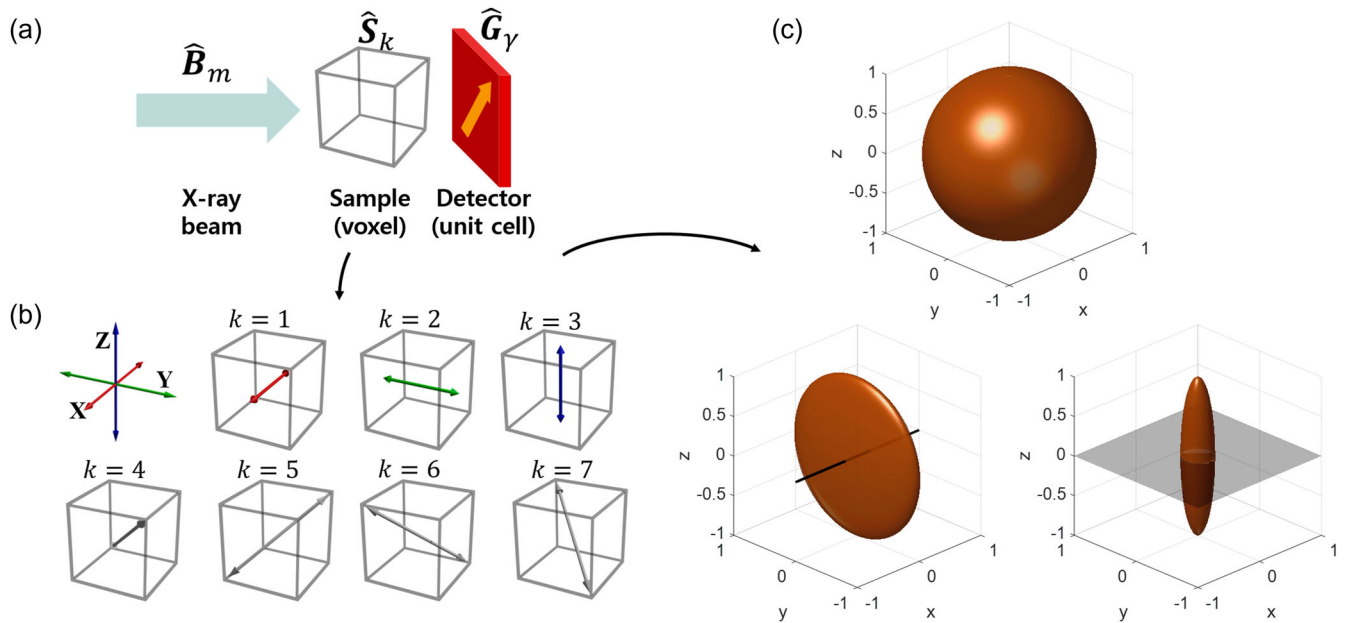 (a)
B̂ₘ
Ŝₖ
Ĝᵧ
X-ray
beam
Sample
(voxel)
Detector
(unit cell)
(b)
Z
Y
X
k = 1
k = 2
k = 3
k = 4
k = 5
k = 6
k = 7
(c)
1
0.5
0
-0.5
-1
z
1
0
-1
y
-1
0
1
x
1
0.5
0
-0.5
-1
z
1
0
-1
y
-1
0
1
x
1
0.5
0
-0.5
-1
z
1
0
-1
y
-1
0
1
x